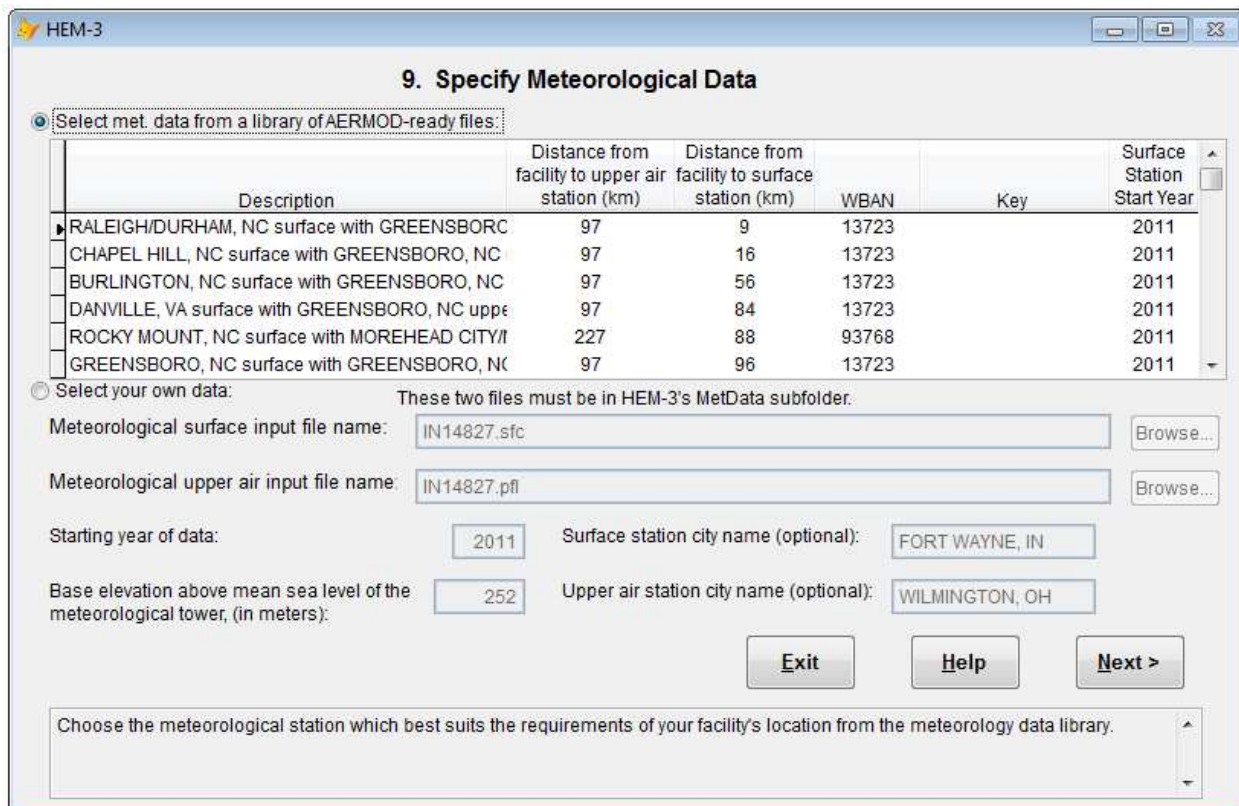 HEM-3
9. Specify Meteorological Data
Select met. data from a library of AERMOD-ready files:
Description Distance from facility to upper air station (km) Distance from facility to surface station (km) WBAN Key Surface Station Start Year
RALEIGH/DURHAM, NC surface with GREENSBORC 97 9 13723 2011
CHAPEL HILL, NC surface with GREENSBORO, NC 97 16 13723 2011
BURLINGTON, NC surface with GREENSBORO, NC 97 56 13723 2011
DANVILLE, VA surface with GREENSBORO, NC uppe 97 84 13723 2011
ROCKY MOUNT, NC surface with MOREHEAD CITY/ 227 88 93768 2011
GREENSBORO, NC surface with GREENSBORO, N 97 96 13723 2011
Select your own data:
These two files must be in HEM-3's MetData subfolder.
Meteorological surface input file name: IN14827.sfc Browse...
Meteorological upper air input file name: IN14827.pfl Browse...
Starting year of data: 2011 Surface station city name (optional): FORT WAYNE, IN
Base elevation above mean sea level of the
meteorological tower, (in meters): 252 Upper air station city name (optional): WILMINGTON, OH
Exit Help Next >
Choose the meteorological station which best suits the requirements of your facility's location from the meteorology data library.